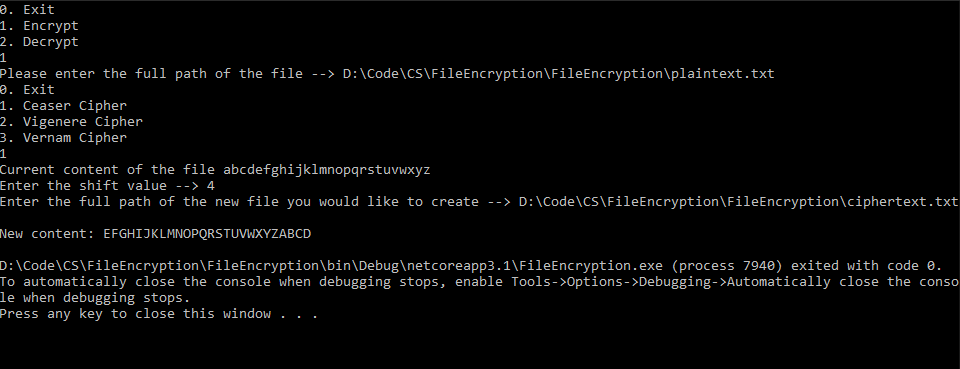 0. Exit
1. Encrypt
2. Decrypt
1
Please enter the full path of the file --> D:\Code\CS\FileEncryption\FileEncryption\plaintext.txt
0. Exit
1. Ceaser Cipher
2. Vigenere Cipher
3. Vernam Cipher
1
Current content of the file abcdefghijklmnopqrstuvwxyz
Enter the shift value --> 4
Enter the full path of the new file you would like to create --> D:\Code\CS\FileEncryption\FileEncryption\ciphertext.txt
New content: EFGHIJKLMNOPQRSTUVWXYZABCD
D:\Code\CS\FileEncryption\FileEncryption\bin\Debug\netcoreapp3.1\FileEncryption.exe (process 7940) exited with code 0.
To automatically close the console when debugging stops, enable Tools->Options->Debugging->Automatically close the conso
le when debugging stops.
Press any key to close this window . . .